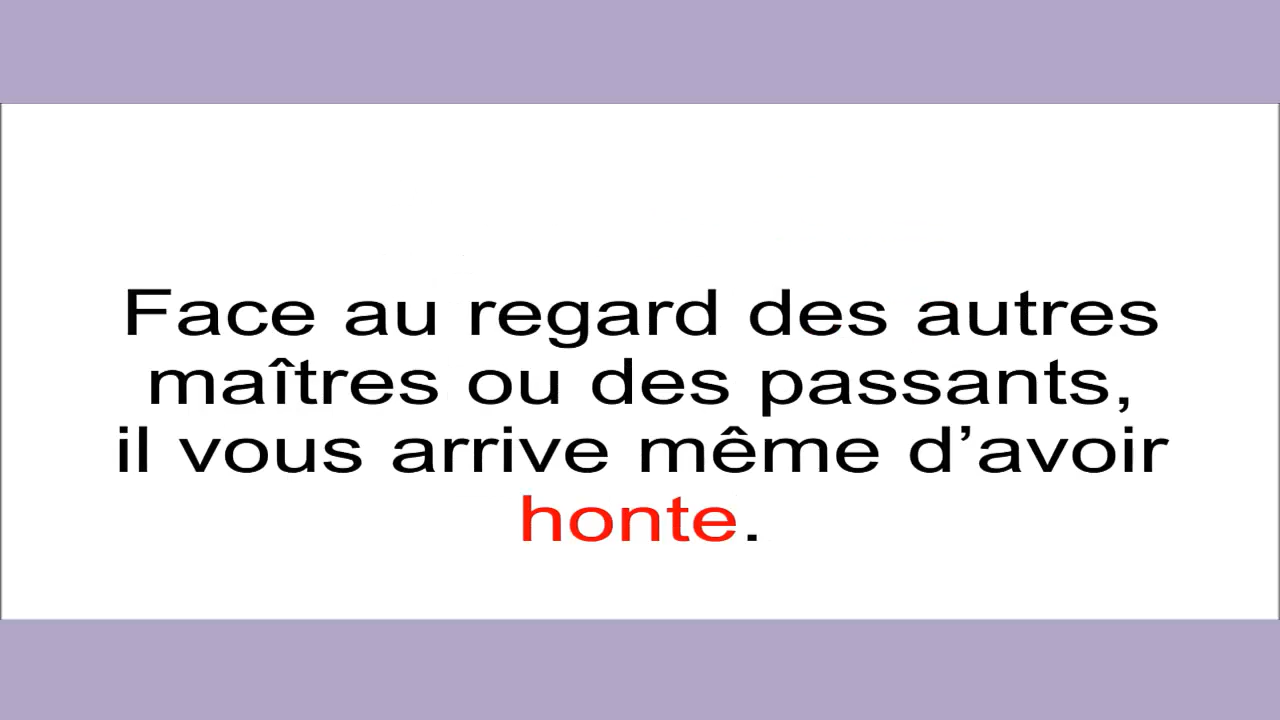 Face au regard des autres
maîtres ou des passants,
il vous arrive même d’avoir
honte.